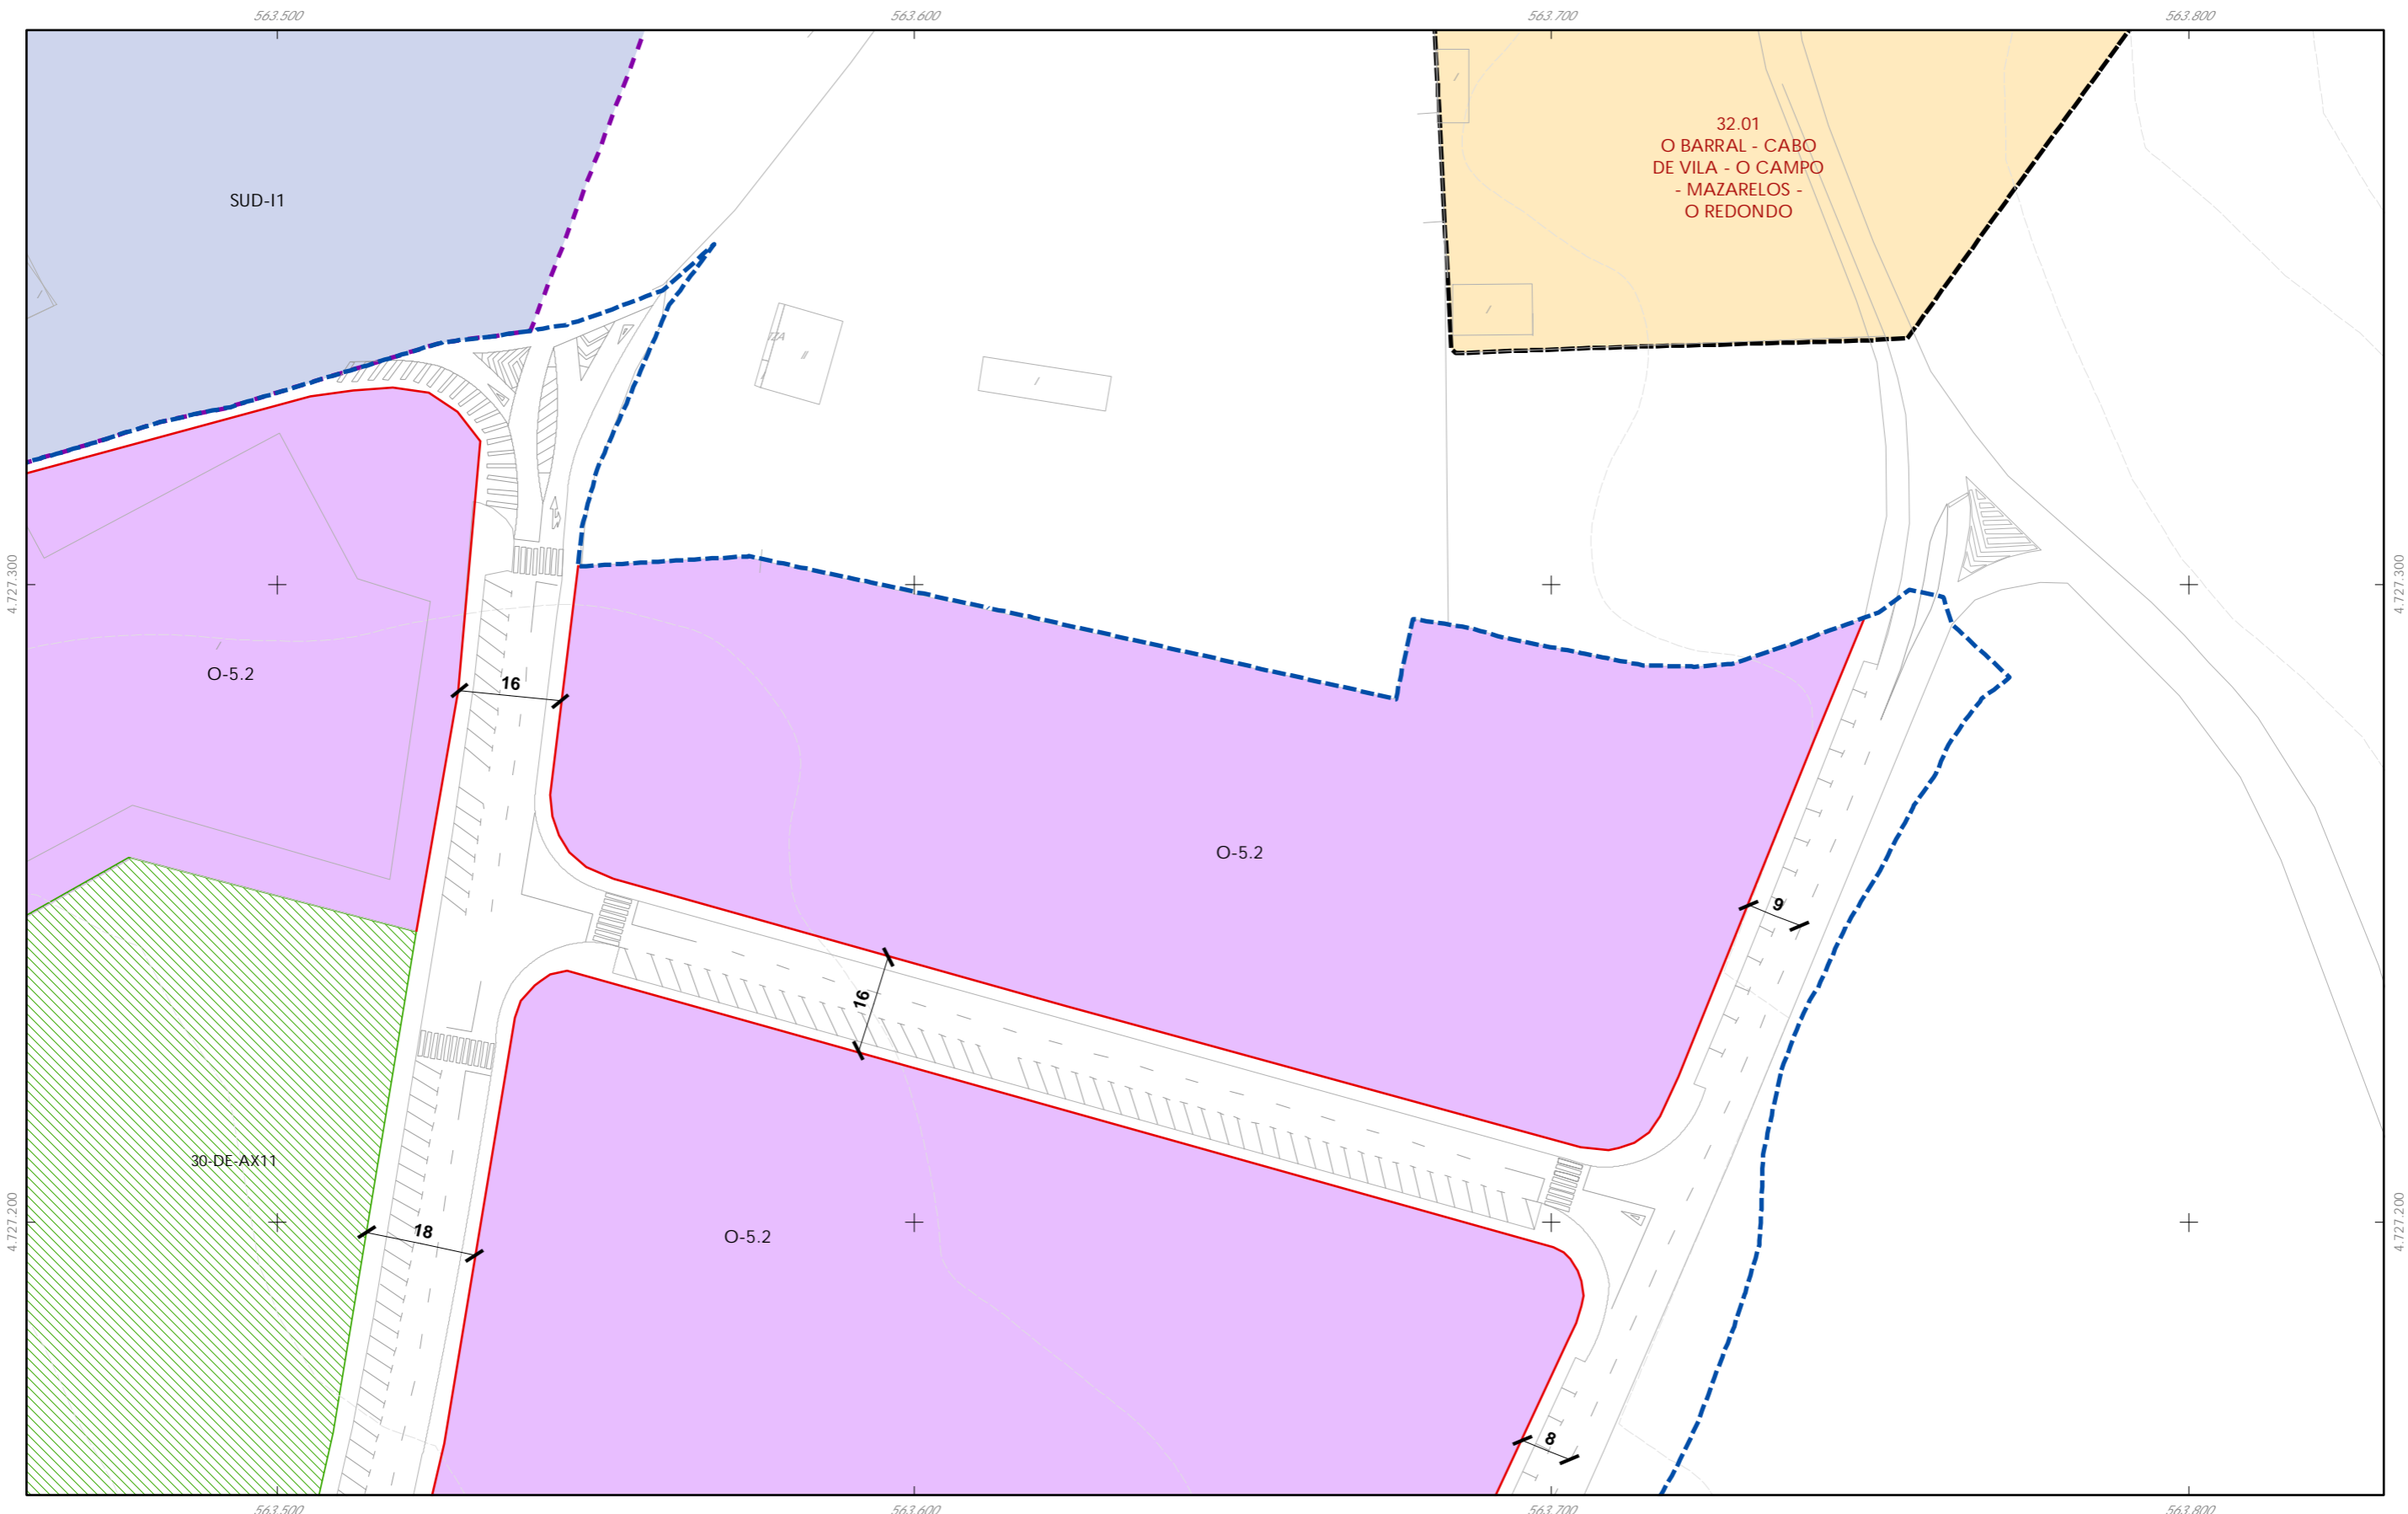 563.500
563.600
563.700
563.800
32.01
O BARRAL - CABO
DE VILA - O CAMPO
- MAZARELOS -
O REDONDO
SUD-I1
TZA
II
I
I
I
I
I
4.727.300
4.727.300
O-5.2
16
O-5.2
9
16
30-DE-AX11
4.727.200
4.727.200
18
O-5.2
8
563.500
563.600
563.700
563.800